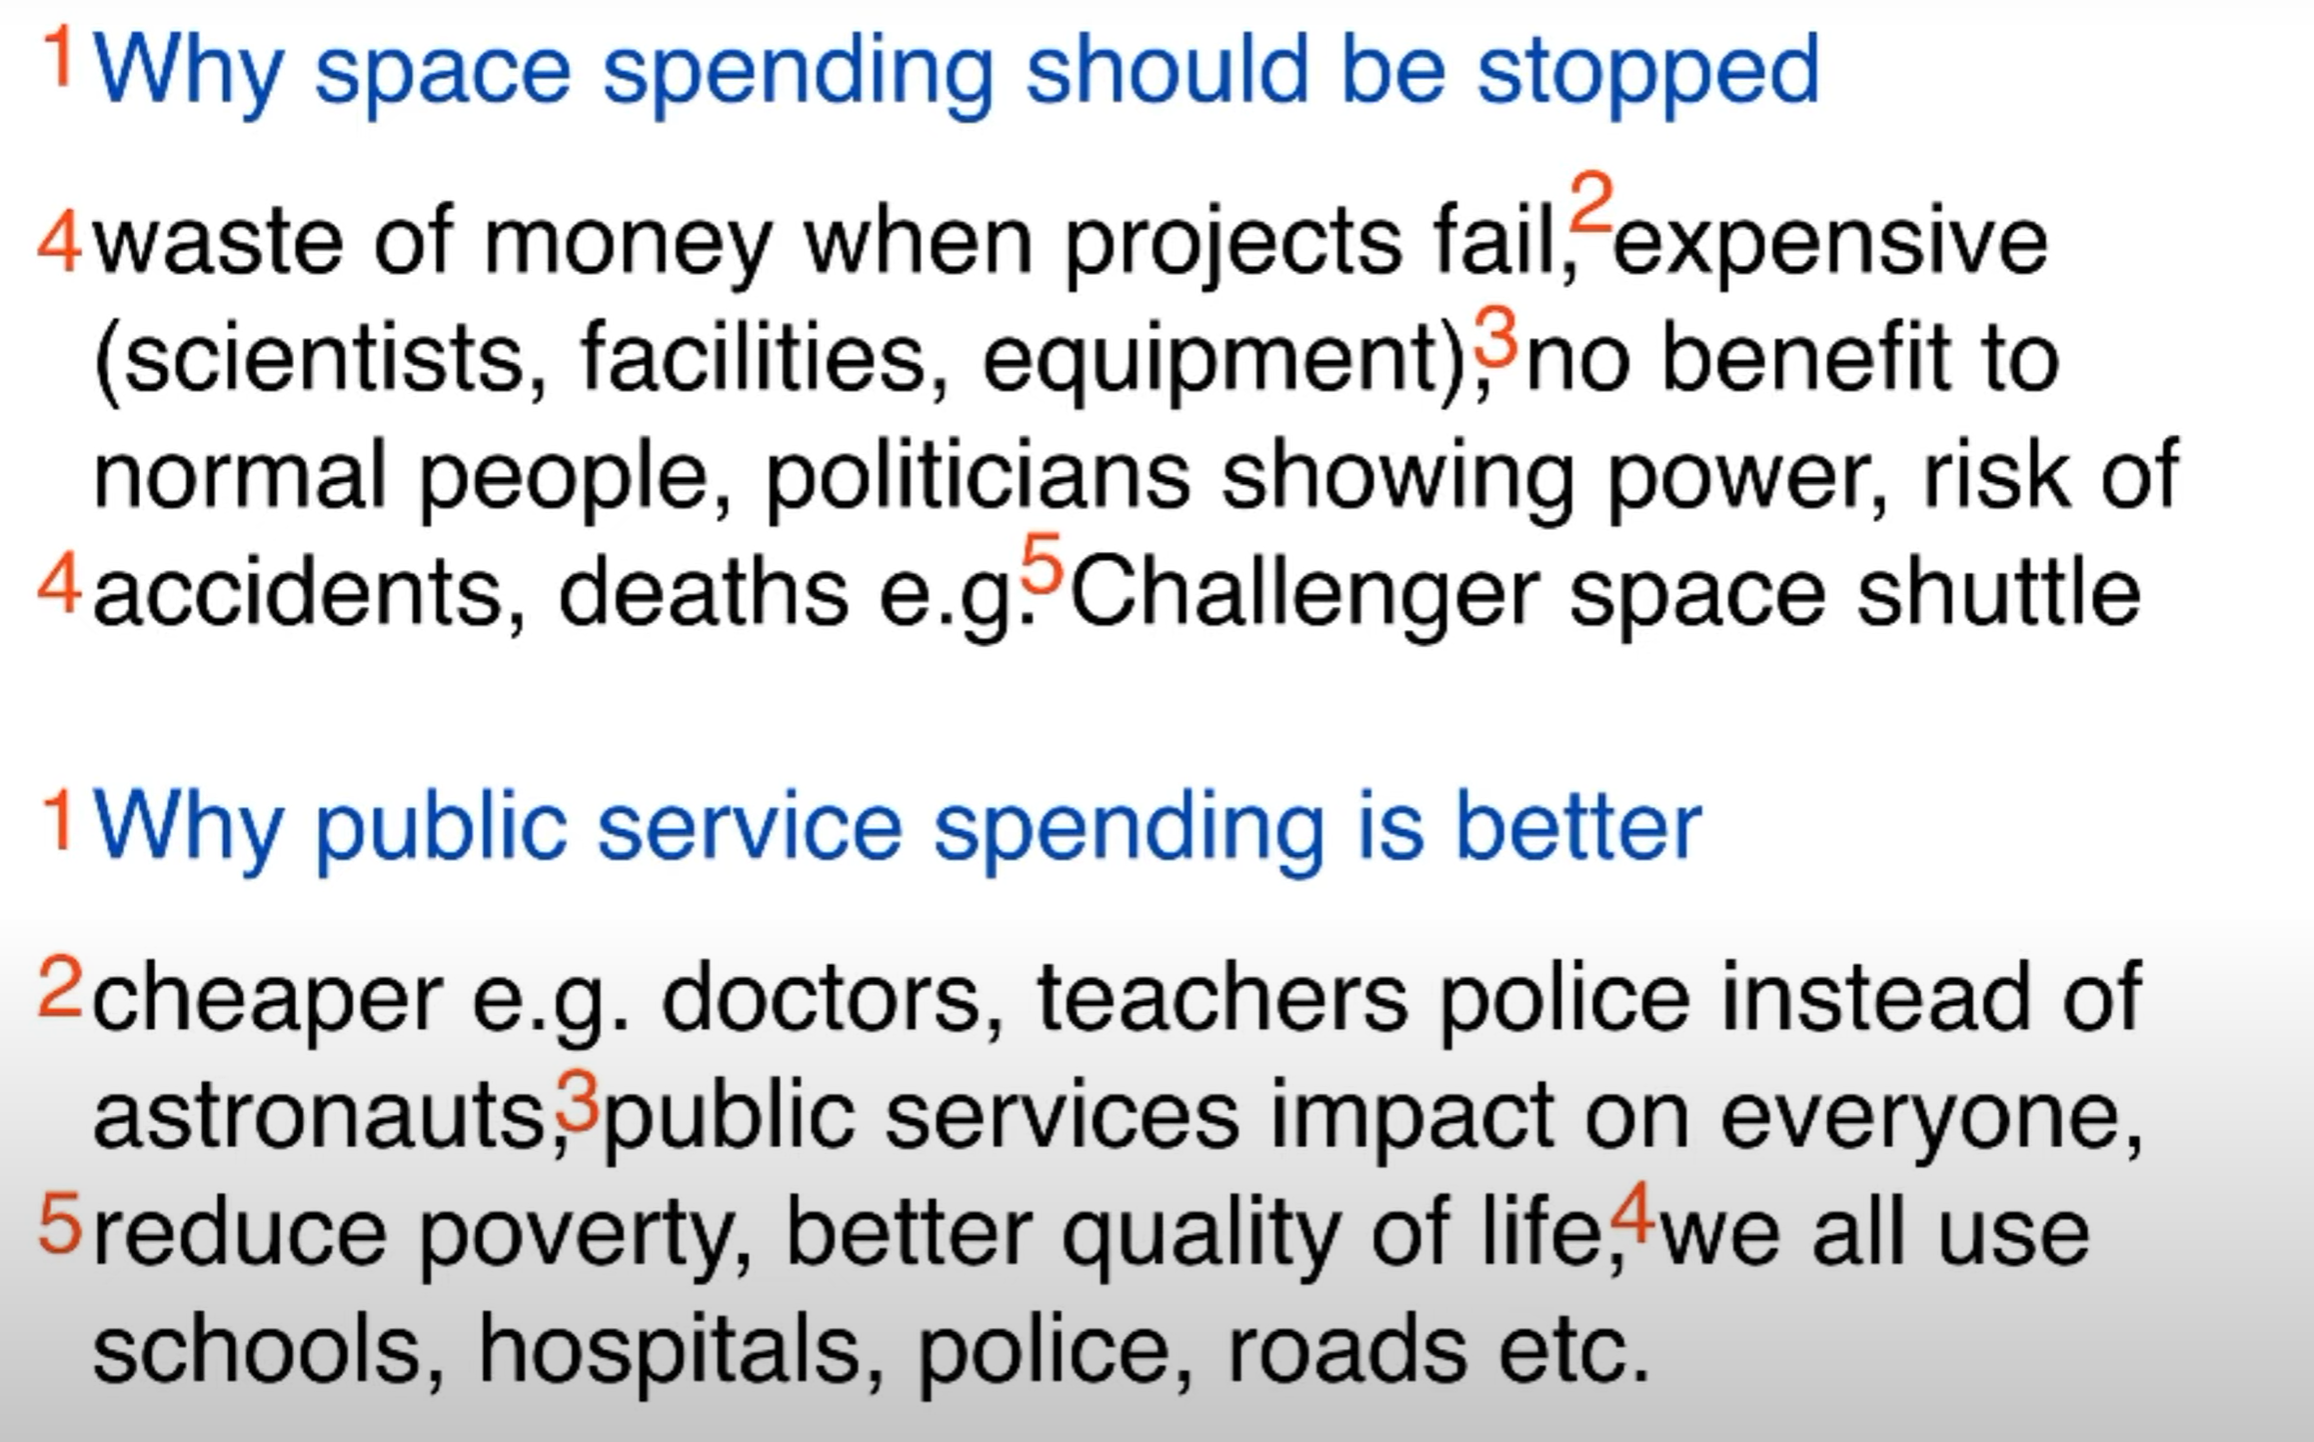 1 Why space spending should be stopped
4 waste of money when projects fail, 2 expensive
(scientists, facilities, equipment), 3 no benefit to
normal people, politicians showing power, risk of
4 accidents, deaths e.g. 5 Challenger space shuttle
1 Why public service spending is better
2 cheaper e.g. doctors, teachers police instead of
astronauts, 3 public services impact on everyone,
5 reduce poverty, better quality of life, 4 we all use
schools, hospitals, police, roads etc.